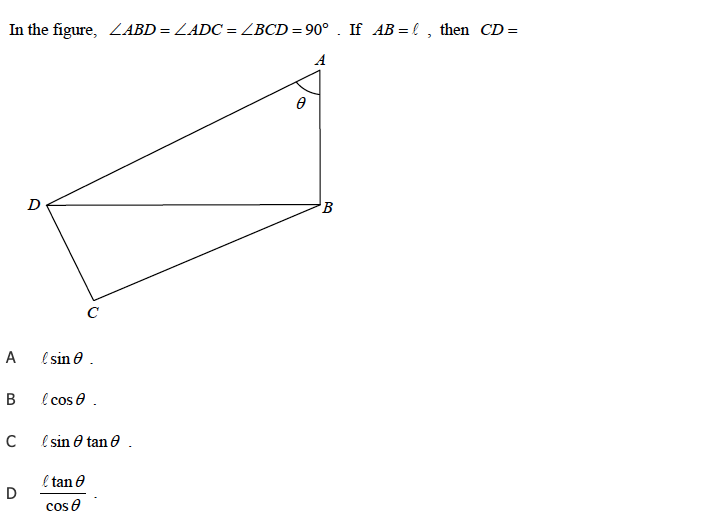 In the figure, ∠ABD = ∠ADC = ∠BCD = 90° . If AB = ℓ , then CD =
A
θ
D
B
C
A ℓ sin θ .
B ℓ cos θ .
C ℓ sin θ tan θ .
D ℓ tan θ / cos θ .